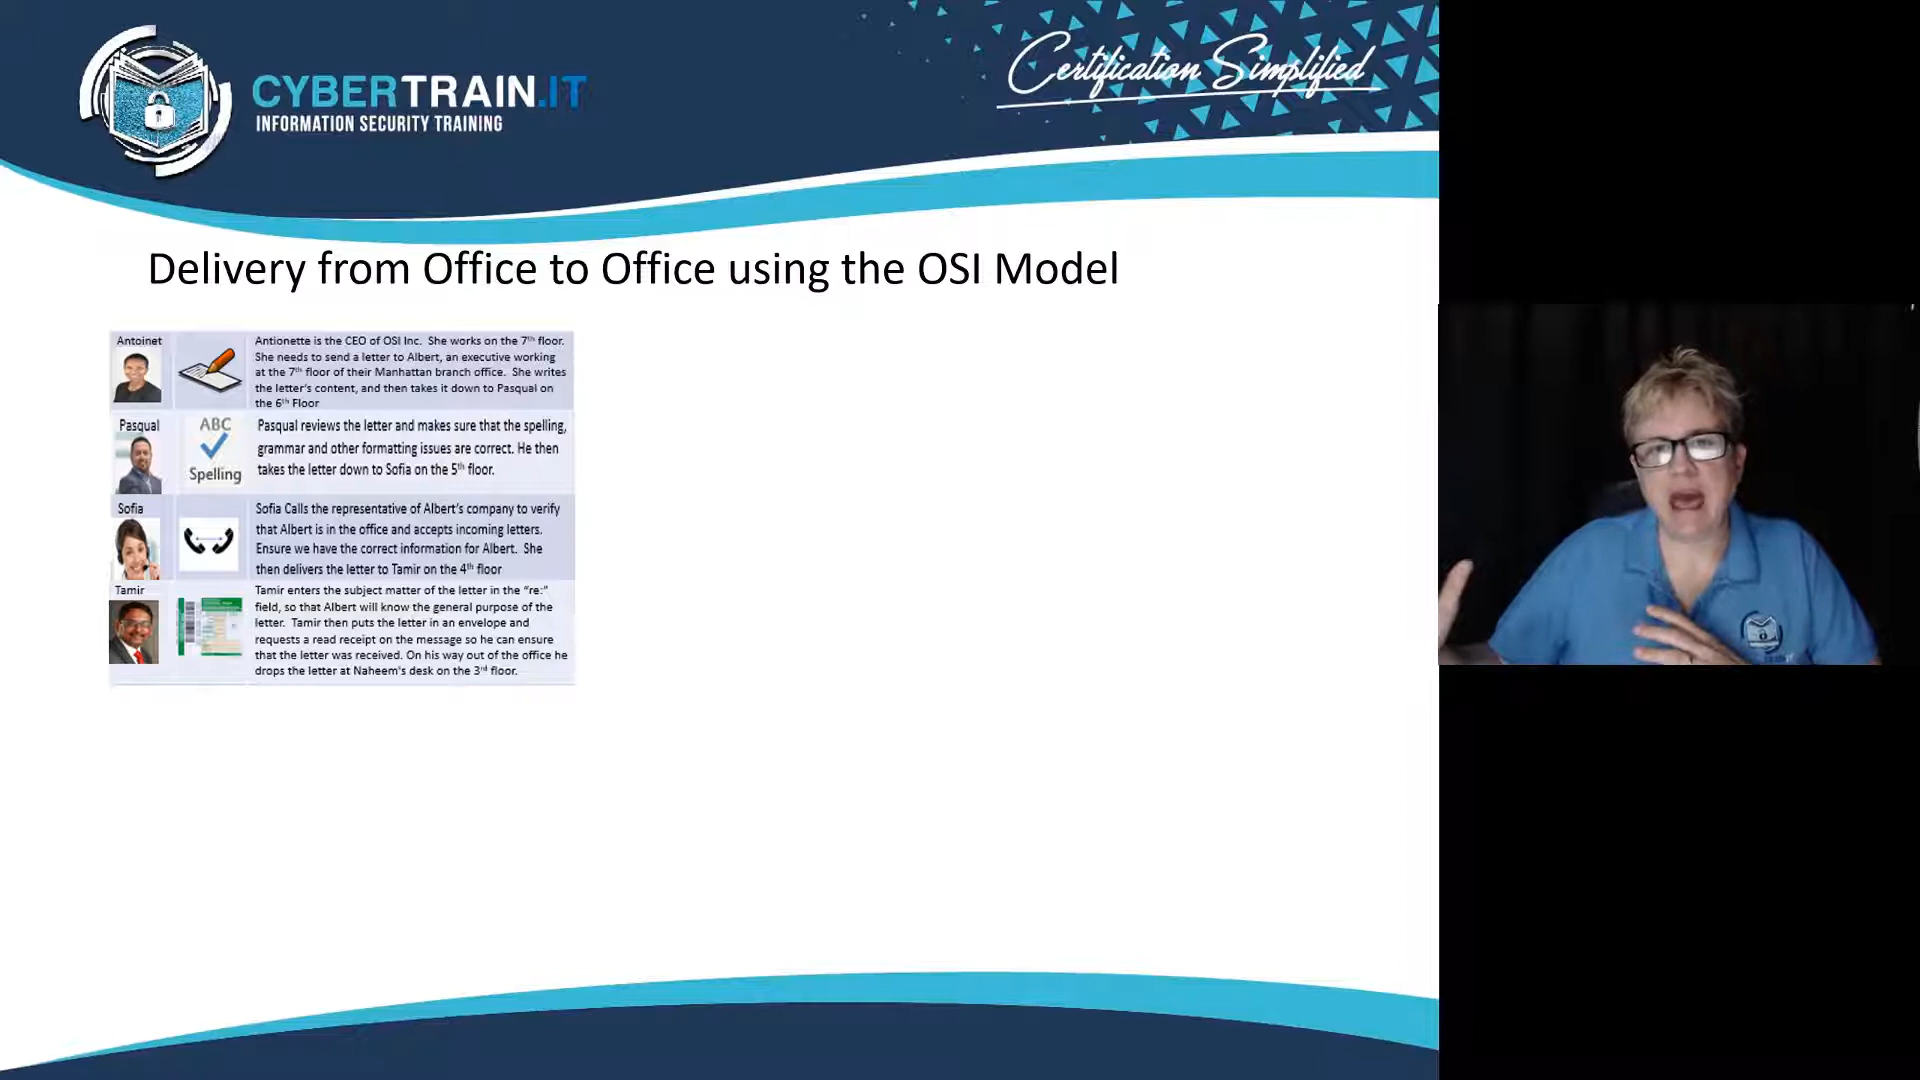 CYBERTRAIN.IT
INFORMATION SECURITY TRAINING
Certification Simplified
Delivery from Office to Office using the OSI Model
Antoinet
Antionette is the CEO of OSI Inc. She works on the 7th floor.
She needs to send a letter to Albert, an executive working
at the 7th floor of their Manhattan branch office. She writes
the letter's content, and then takes it down to Pasqual on
the 6th Floor
Pasqual
ABC
Spelling
Pasqual reviews the letter and makes sure that the spelling,
grammar and other formatting issues are correct. He then
takes the letter down to Sofia on the 5th floor.
Sofia
Sofia Calls the representative of Albert's company to verify
that Albert is in the office and accepts incoming letters.
Ensure we have the correct information for Albert. She
then delivers the letter to Tamir on the 4th floor
Tamir
Tamir enters the subject matter of the letter in the "re:"
field, so that Albert will know the general purpose of the
letter. Tamir then puts the letter in an envelope and
requests a read receipt on the message so he can ensure
that the letter was received. On his way out of the office he
drops the letter at Naheem's desk on the 3rd floor.